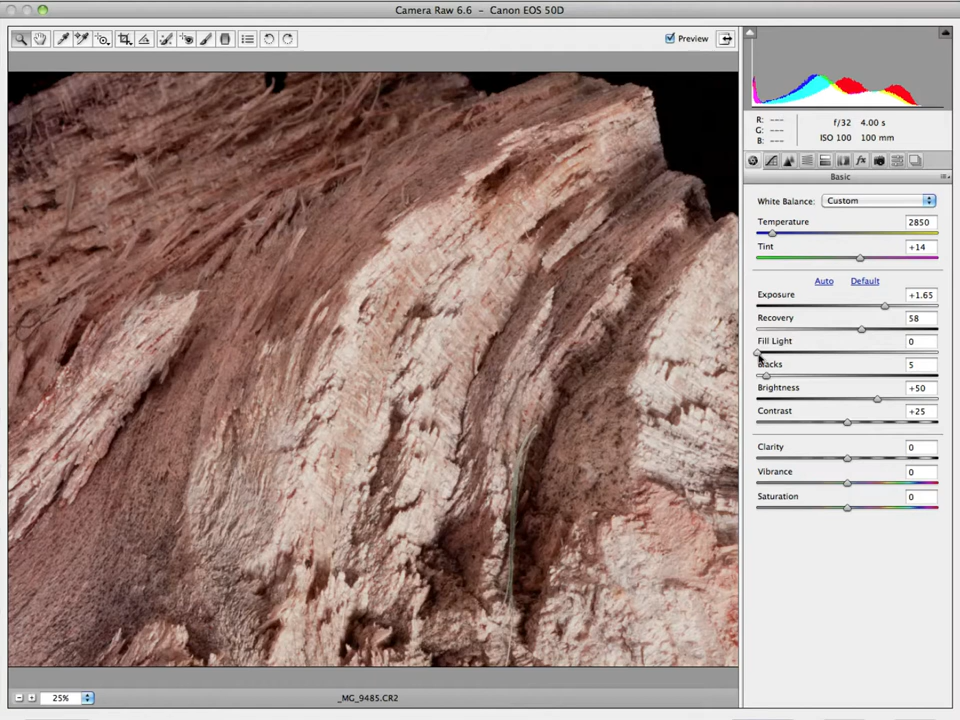 Camera Raw 6.6 - Canon EOS 50D
Preview
R: ---
G: ---
B: ---
f/32 4.00 s
ISO 100 100 mm
fx
Basic
White Balance: Custom
Temperature 2850
Tint +14
Auto Default
Exposure +1.65
Recovery 58
Fill Light 0
Blacks 5
Brightness +50
Contrast +25
Clarity 0
Vibrance 0
Saturation 0
25%
_MG_9485.CR2